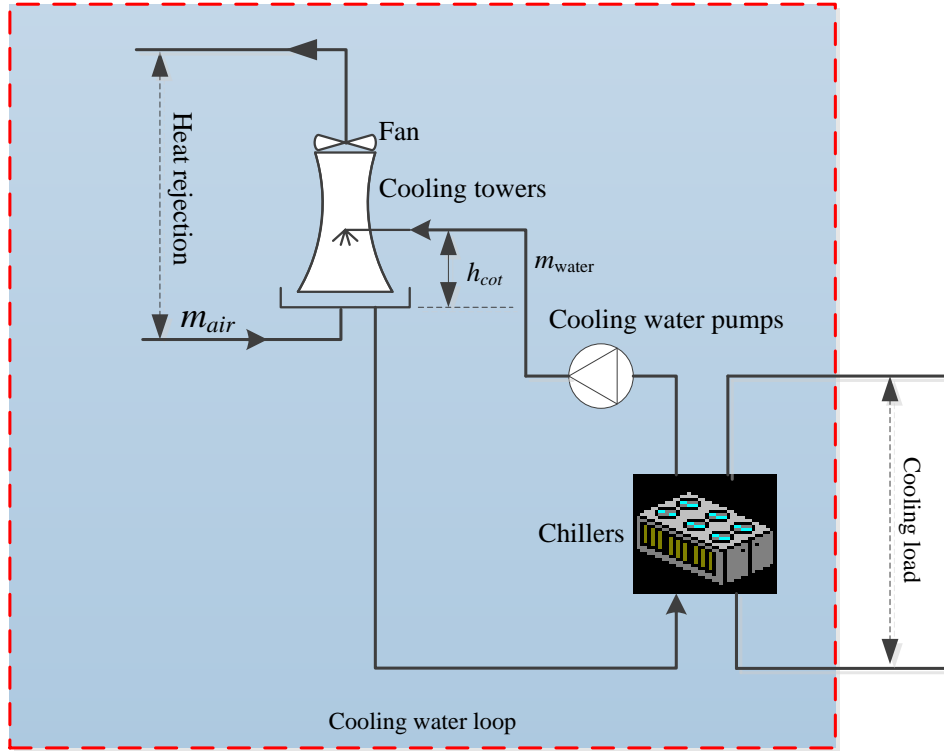 Fan
Heat rejection
Cooling towers
m_water
h_cot
m_air
Cooling water pumps
Chillers
Cooling load
Cooling water loop